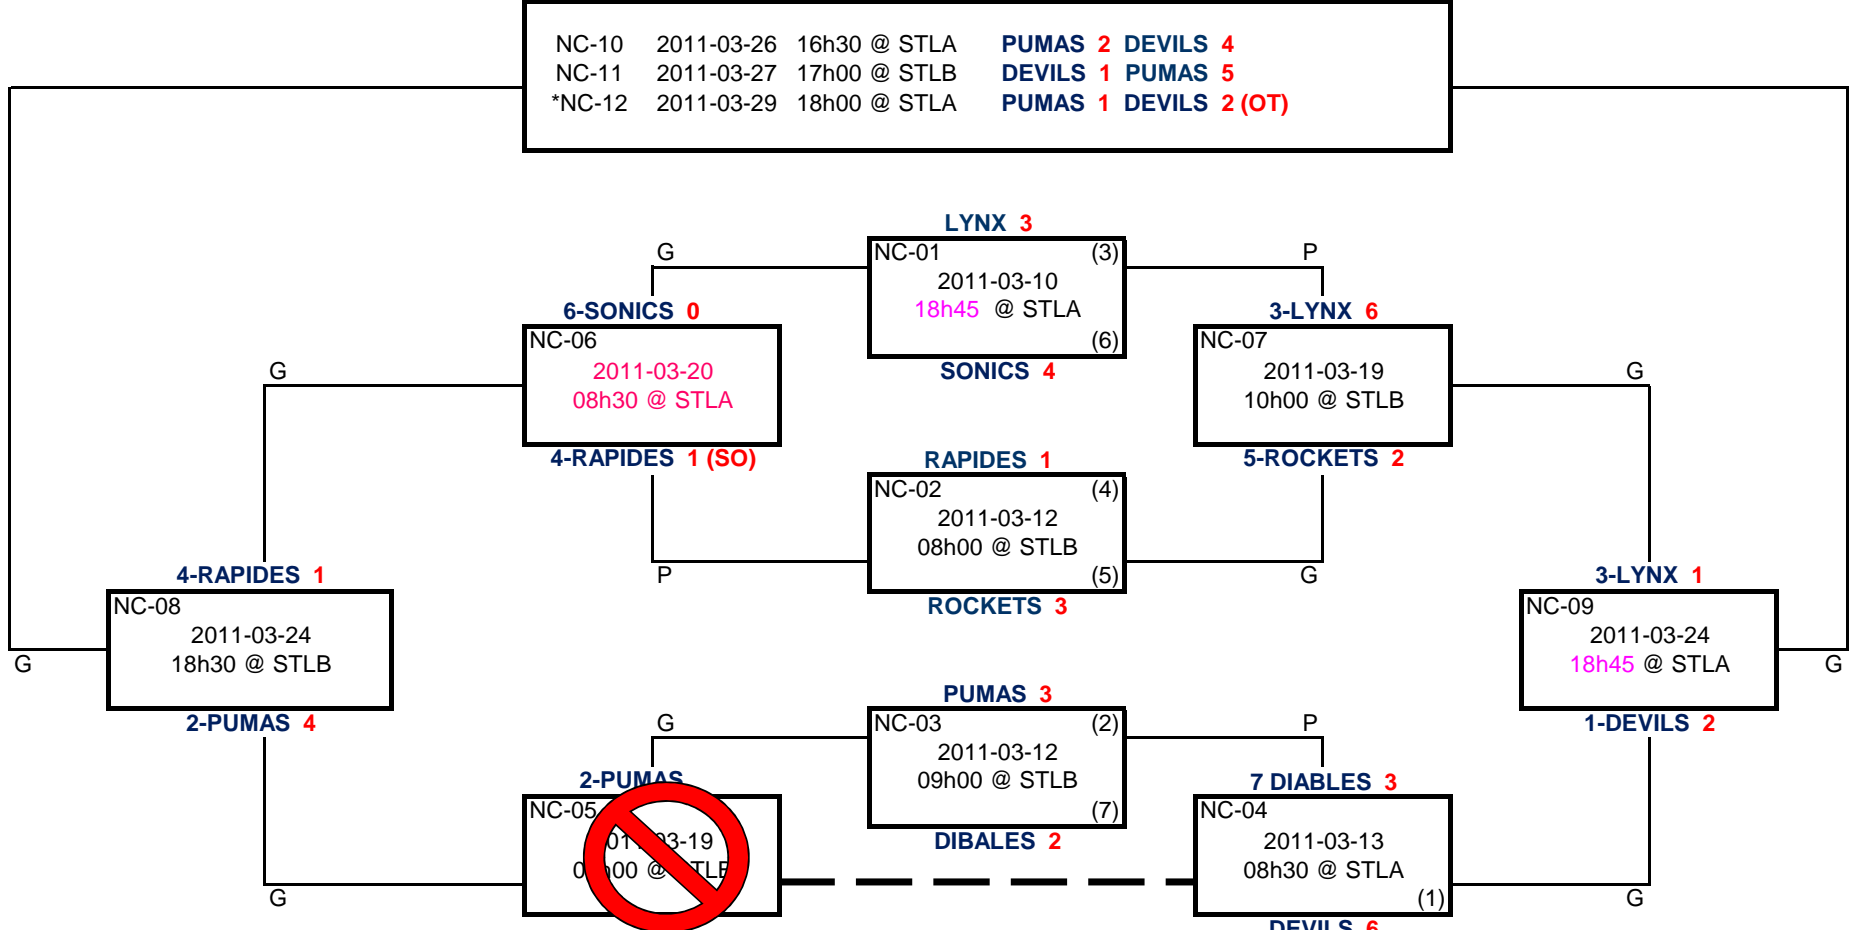 NC-10 2011-03-26 16h30 @ STLA PUMAS 2 DEVILS 4
NC-11 2011-03-27 17h00 @ STLB DEVILS 1 PUMAS 5
*NC-12 2011-03-29 18h00 @ STLA PUMAS 1 DEVILS 2 (OT)
LYNX 3
G
NC-01 (3)
P
2011-03-10
18h45 @ STLA
(6)
SONICS 4
6-SONICS 0
NC-06
2011-03-20
08h30 @ STLA
4-RAPIDES 1 (SO)
3-LYNX 6
NC-07
2011-03-19
10h00 @ STLB
5-ROCKETS 2
G
G
RAPIDES 1
NC-02 (4)
2011-03-12
08h00 @ STLB
(5)
ROCKETS 3
P
G
4-RAPIDES 1
NC-08
2011-03-24
18h30 @ STLB
2-PUMAS 4
G
3-LYNX 1
NC-09
2011-03-24
18h45 @ STLA
1-DEVILS 2
G
PUMAS 3
G
NC-03 (2)
P
2011-03-12
09h00 @ STLB
(7)
DIBALES 2
2-PUMAS
NC-05
03-19
00 @
7 DIABLES 3
NC-04
2011-03-13
08h30 @ STLA
(1)
DEVILS 6
G
G